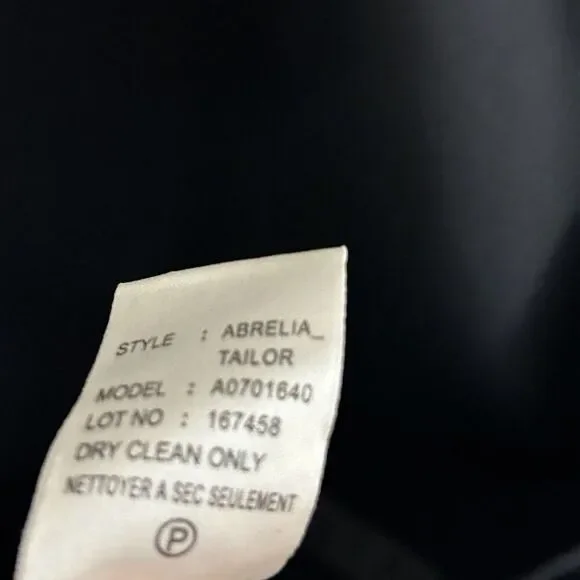 STYLE : ABRELIA_
TAILOR
MODEL : A0701640
LOT NO : 167458
DRY CLEAN ONLY
NETTOYER A SEC SEULEMENT
P